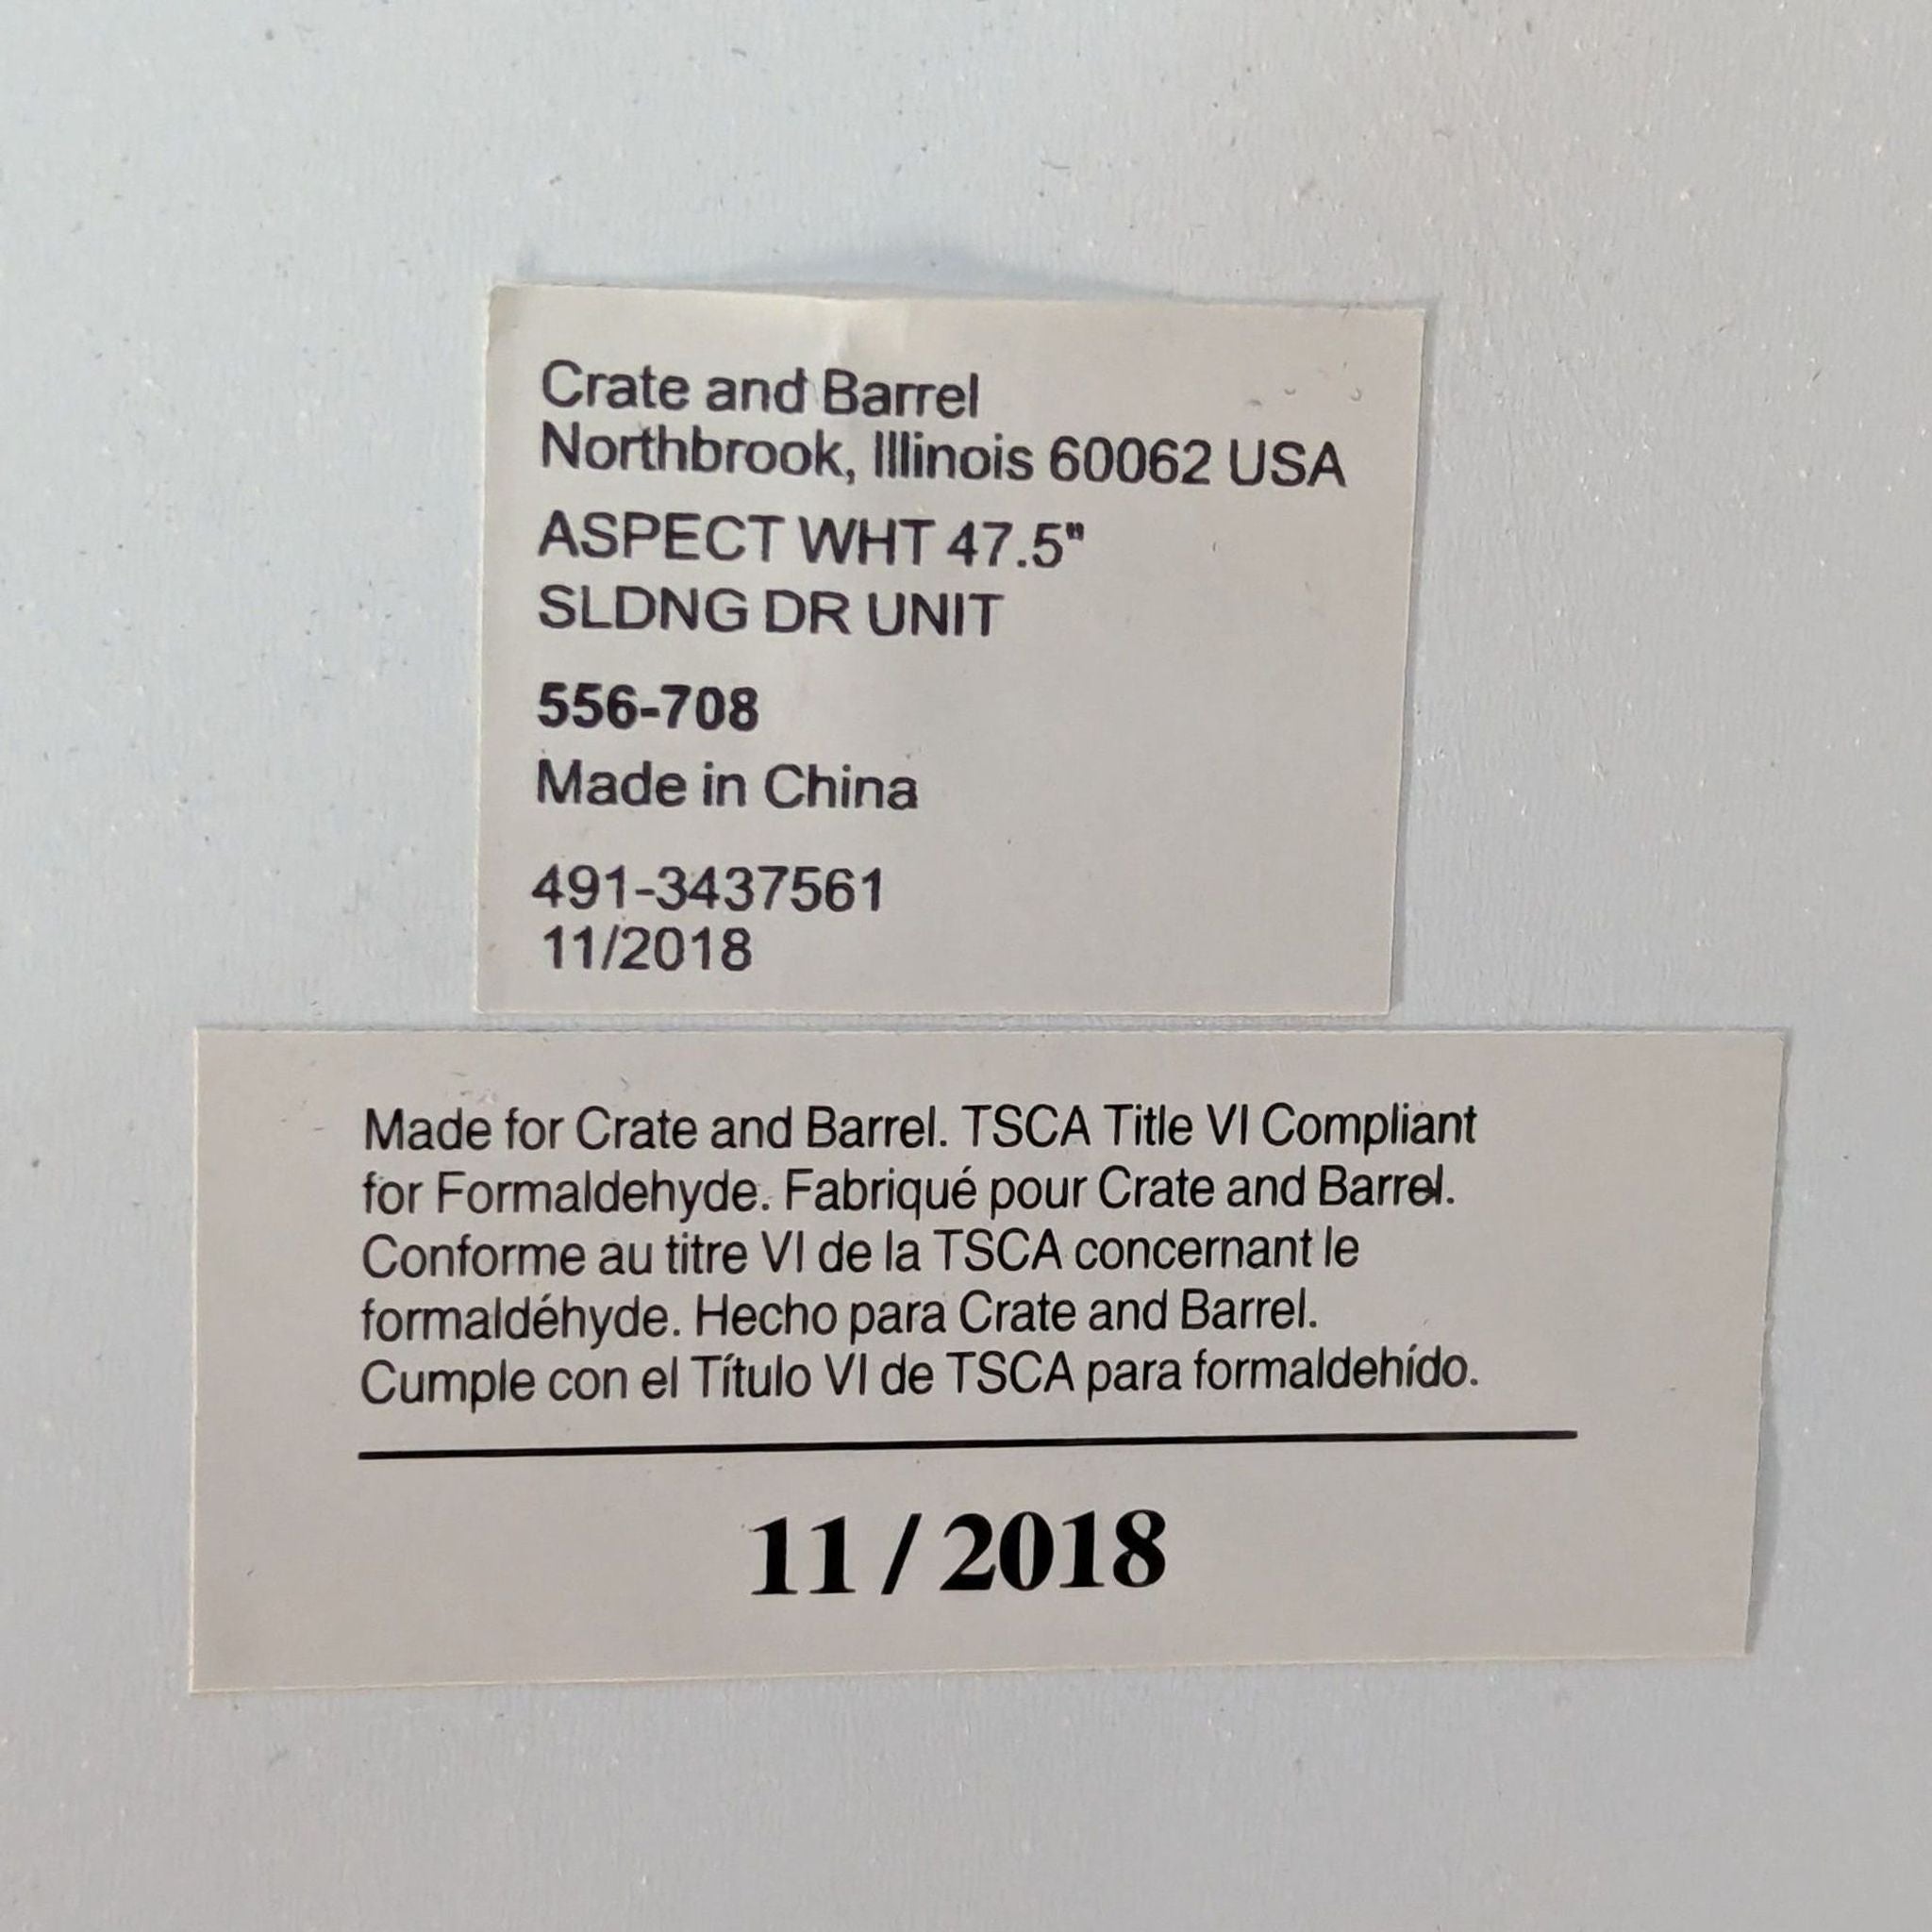 Crate and Barrel
Northbrook, Illinois 60062 USA
ASPECT WHT 47.5"
SLDNG DR UNIT
556-708
Made in China
491-3437561
11/2018
Made for Crate and Barrel. TSCA Title VI Compliant
for Formaldehyde. Fabriqué pour Crate and Barrel.
Conforme au titre VI de la TSCA concernant le
formaldéhyde. Hecho para Crate and Barrel.
Cumple con el Título VI de TSCA para formaldehído.
11 / 2018